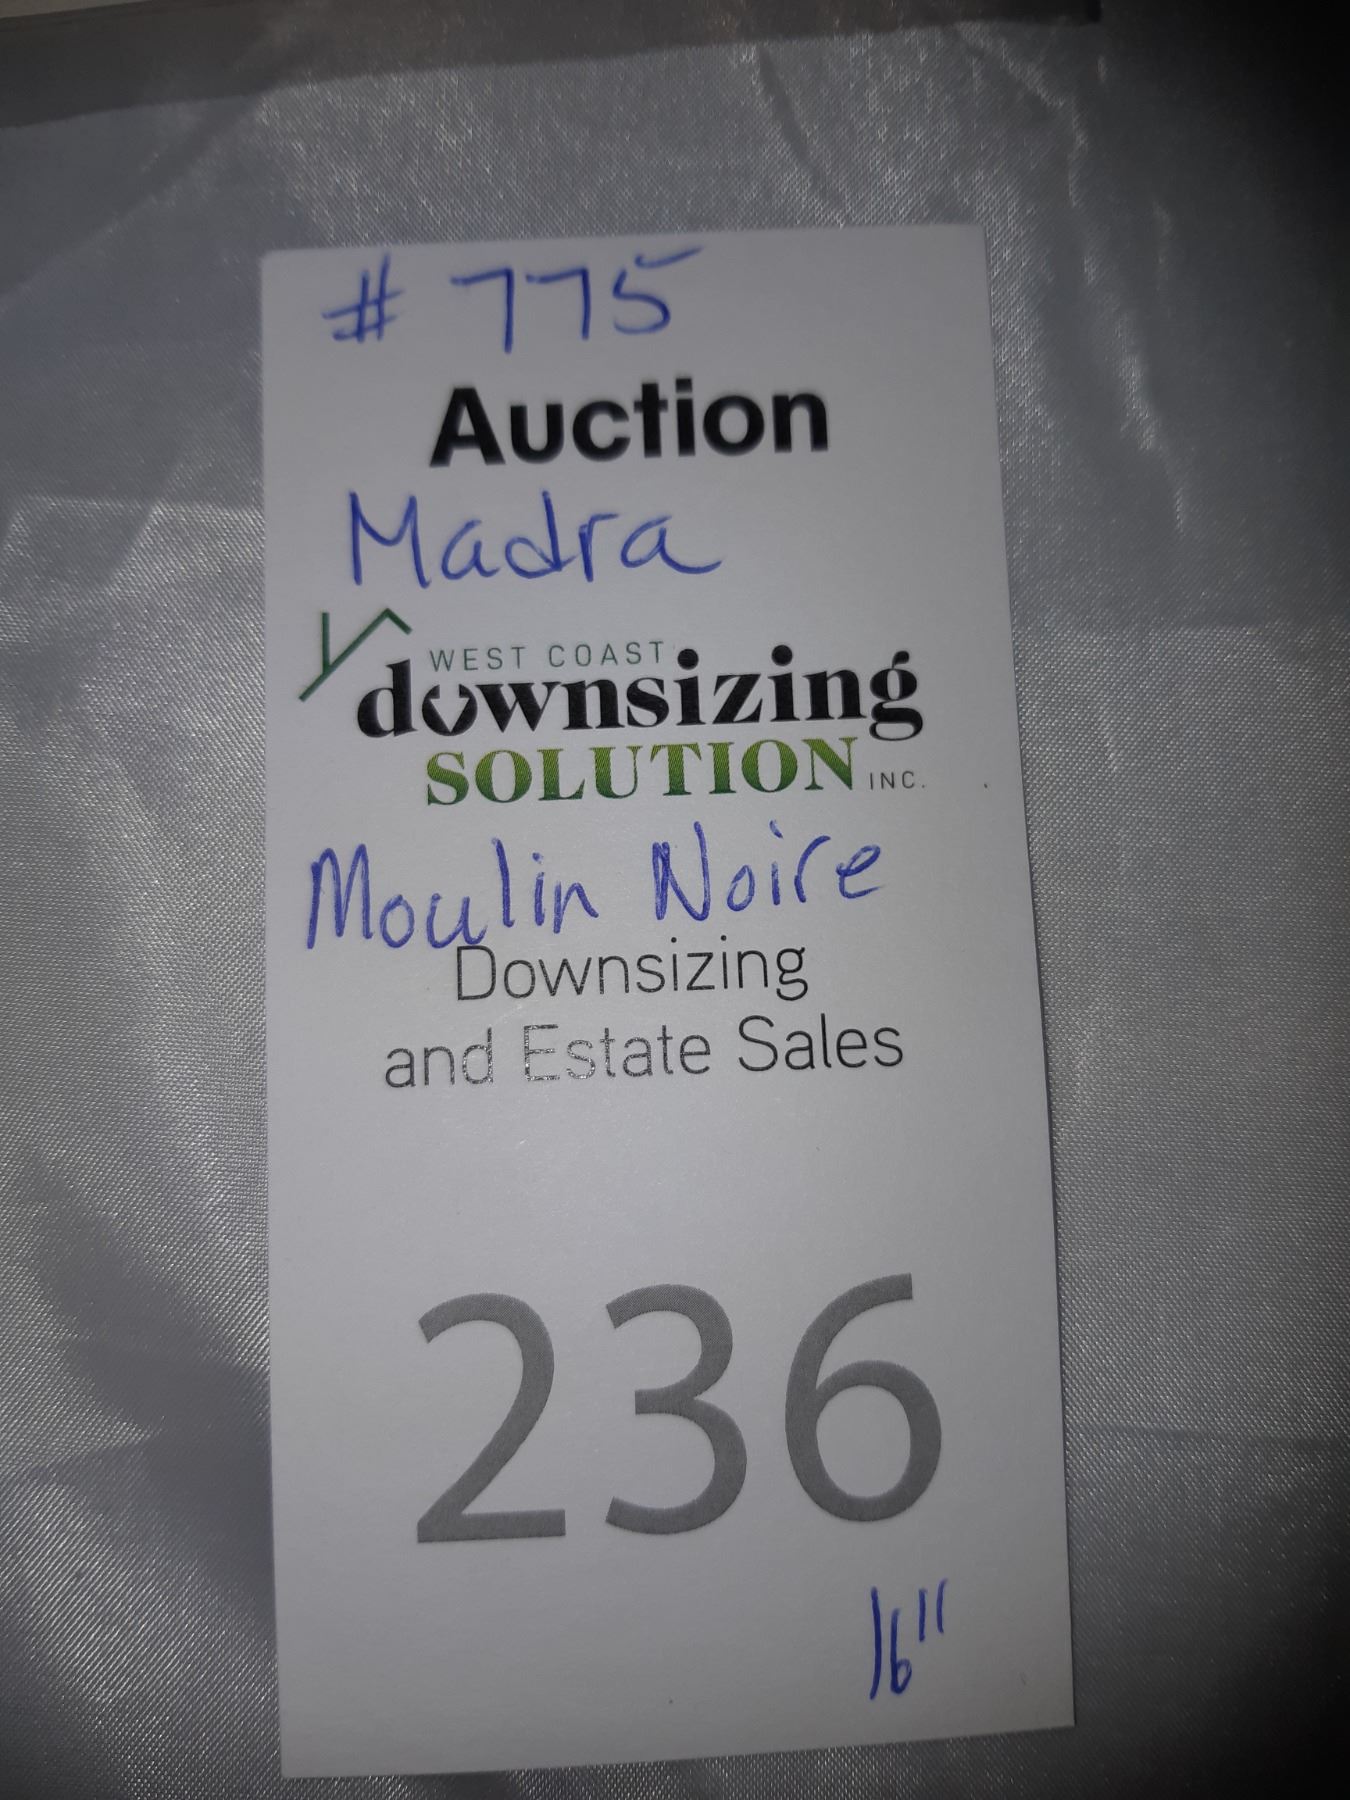 # 775
Auction
Madra
WEST COAST
downsizing
SOLUTION INC.
Moulin Noire
Downsizing
and Estate Sales
236
16"